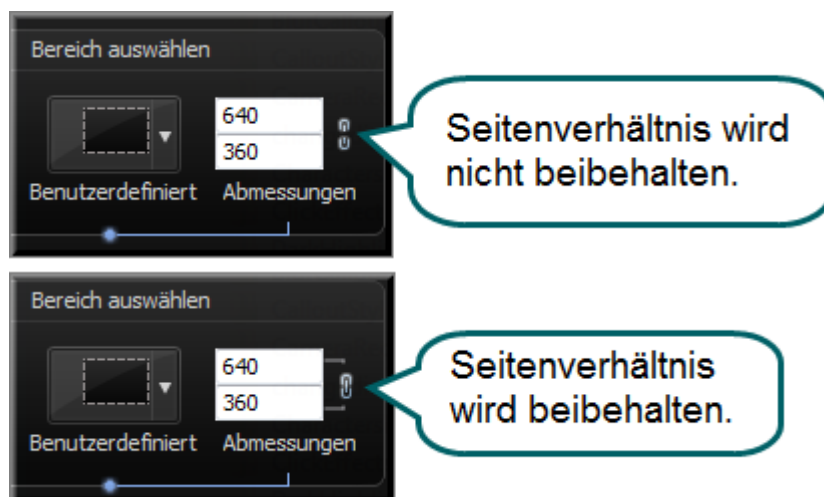 Bereich auswählen
640
360
Benutzerdefiniert Abmessungen
Seitenverhältnis wird
nicht beibehalten.
Bereich auswählen
640
360
Benutzerdefiniert Abmessungen
Seitenverhältnis
wird beibehalten.